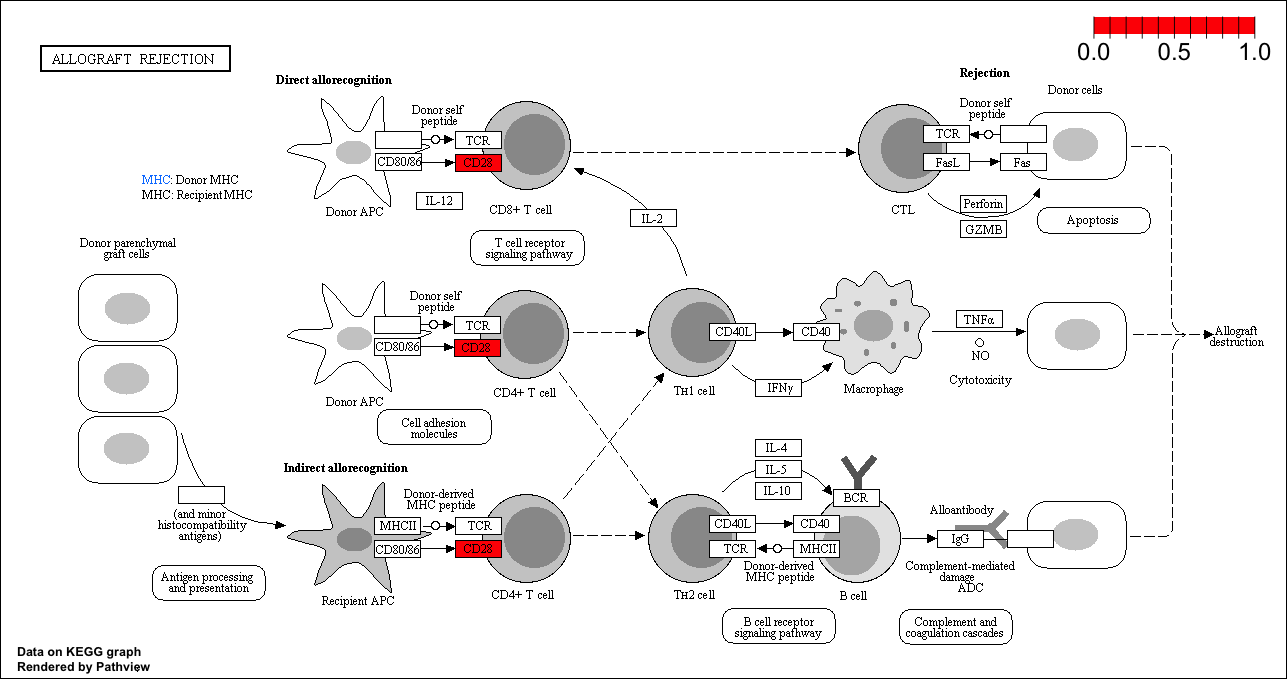 0.0 0.5 1.0
ALLOGRAFT REJECTION
Direct allorecognition
Donor self
peptide
TCR
CD80/86
CD28
IL-12
Donor APC
CD8+ T cell
MHC: Donor MHC
MHC: Recipient MHC
T cell receptor
signaling pathway
IL-2
Rejection
Donor self
peptide
Donor cells
TCR
FasL
Fas
CTL
Perforin
GZMB
Apoptosis
Donor parenchymal
graft cells
Donor self
peptide
TCR
CD80/86
CD28
Donor APC
CD4+ T cell
Cell adhesion
molecules
CD40L
CD40
TH1 cell
IFNγ
Macrophage
TNFα
NO
Cytotoxicity
Allograft
destruction
Indirect allorecognition
Donor-derived
MHC peptide
MHCII
TCR
CD80/86
CD28
Recipient APC
CD4+ T cell
(and minor
histocompatibility
antigens)
Antigen processing
and presentation
IL-4
IL-5
IL-10
BCR
CD40L
CD40
TCR
MHCII
Donor-derived
MHC peptide
TH2 cell
B cell
Alloantibody
IgG
Complement-mediated
damage
ADC
B cell receptor
signaling pathway
Complement and
coagulation cascades
Data on KEGG graph
Rendered by Pathview